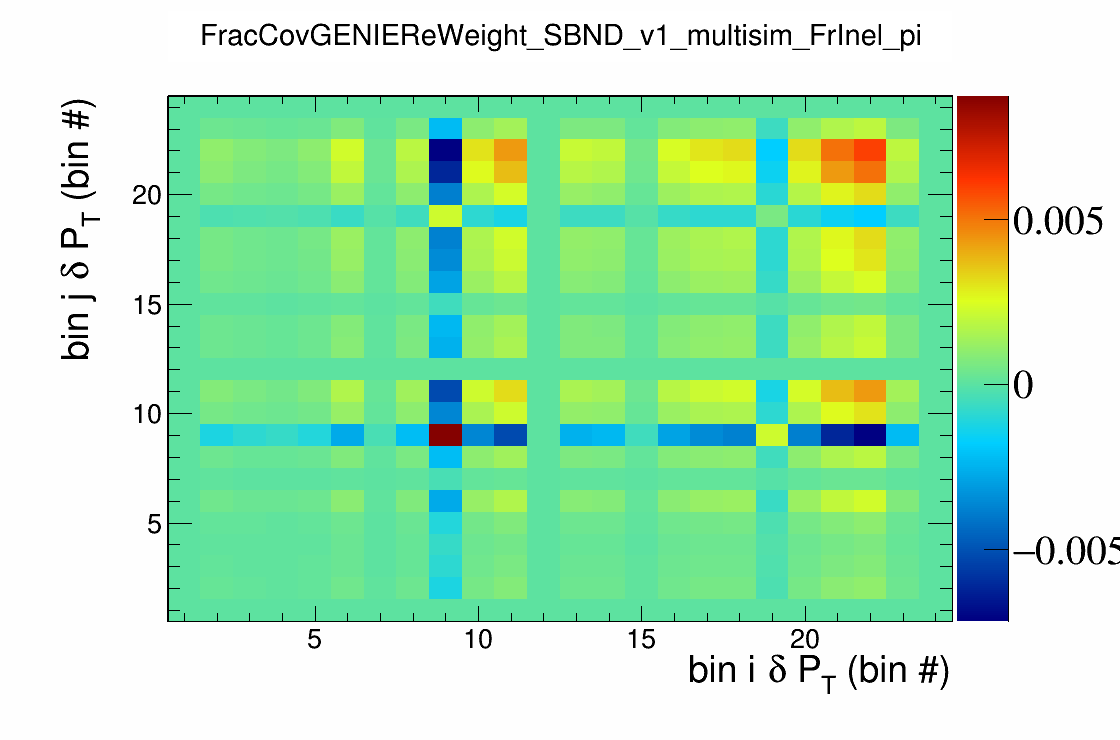 FracCovGENIEReWeight_SBND_v1_multisim_FrInel_pi
bin j δ P_T (bin #)
20
15
10
5
5 10 15 20
bin i δ P_T (bin #)
0.005
0
−0.005